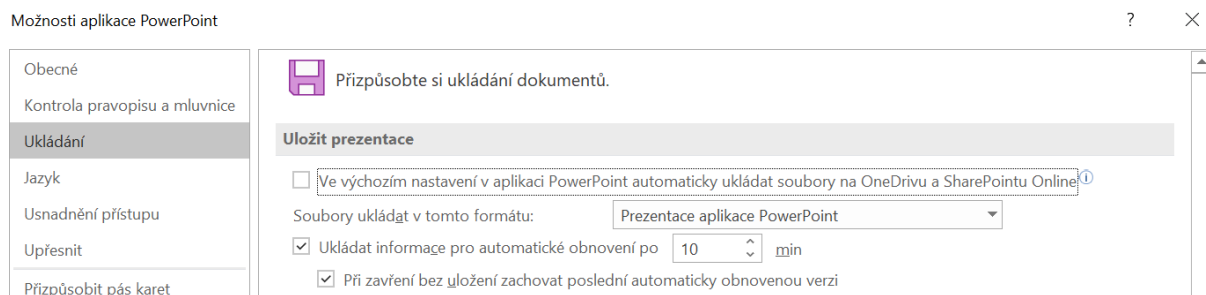 Možnosti aplikace PowerPoint
?
Obecné
Kontrola pravopisu a mluvnice
Ukládání
Jazyk
Usnadnění přístupu
Upřesnit
Přizpůsobit pás karet
Přizpůsobte si ukládání dokumentů.
Uložit prezentace
Ve výchozím nastavení v aplikaci PowerPoint automaticky ukládat soubory na OneDrivu a SharePointu Online
Soubory ukládat v tomto formátu: Prezentace aplikace PowerPoint
Ukládat informace pro automatické obnovení po 10 min
Při zavření bez uložení zachovat poslední automaticky obnovenou verzi